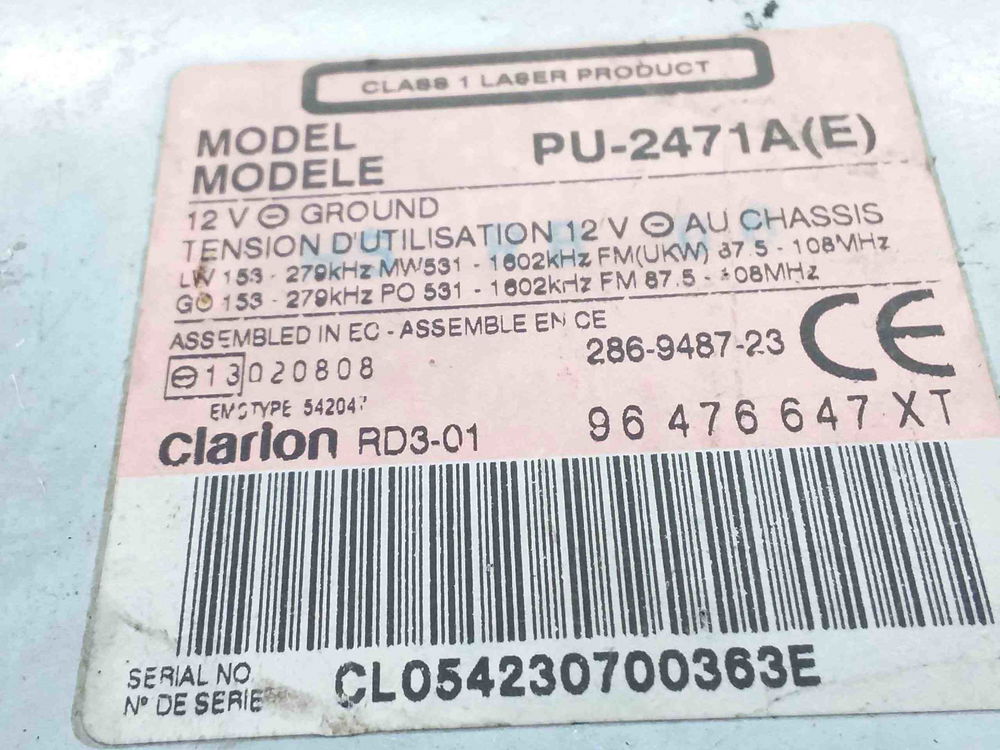 CLASS 1 LASER PRODUCT
MODEL
MODELE
PU-2471A(E)
12 V ⊖ GROUND
TENSION D'UTILISATION 12 V ⊖ AU CHASSIS
LW 153 - 279kHz MW531 - 1602kHz FM(UKW) 87.5 - 108MHz
GO 153 - 279kHz PO 531 - 1602kHz FM 87.5 - 108MHz
ASSEMBLED IN EC - ASSEMBLE EN CE
286-9487-23
CE
⊖13 020808
EMC TYPE
96 476 647 XT
clarion RD3-01
SERIAL NO
Nº DE SERIE
CL054230700363E